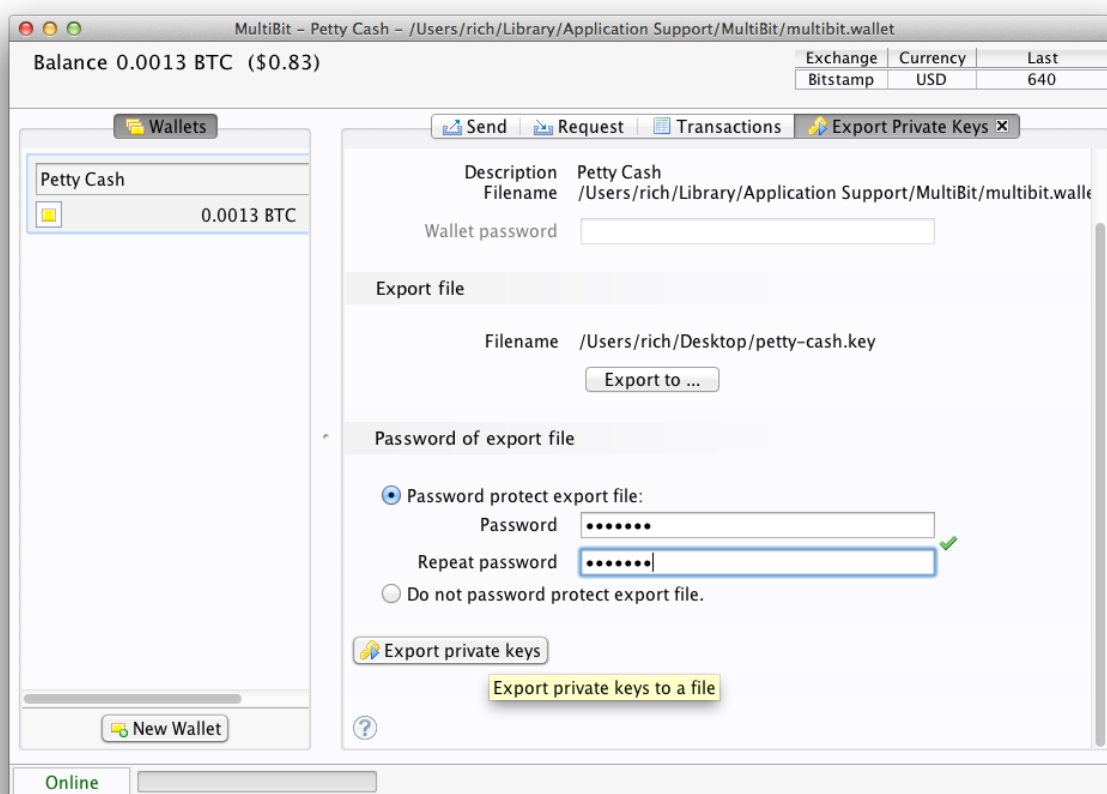 MultiBit – Petty Cash – /Users/rich/Library/Application Support/MultiBit/multibit.wallet
Balance 0.0013 BTC ($0.83)
Exchange Currency Last
Bitstamp USD 640
Wallets
Send Request Transactions Export Private Keys
Petty Cash
0.0013 BTC
Description Petty Cash
Filename /Users/rich/Library/Application Support/MultiBit/multibit.walle
Wallet password
Export file
Filename /Users/rich/Desktop/petty-cash.key
Export to ...
Password of export file
Password protect export file:
Password •••••••
Repeat password •••••••
Do not password protect export file.
Export private keys
Export private keys to a file
?
New Wallet
Online